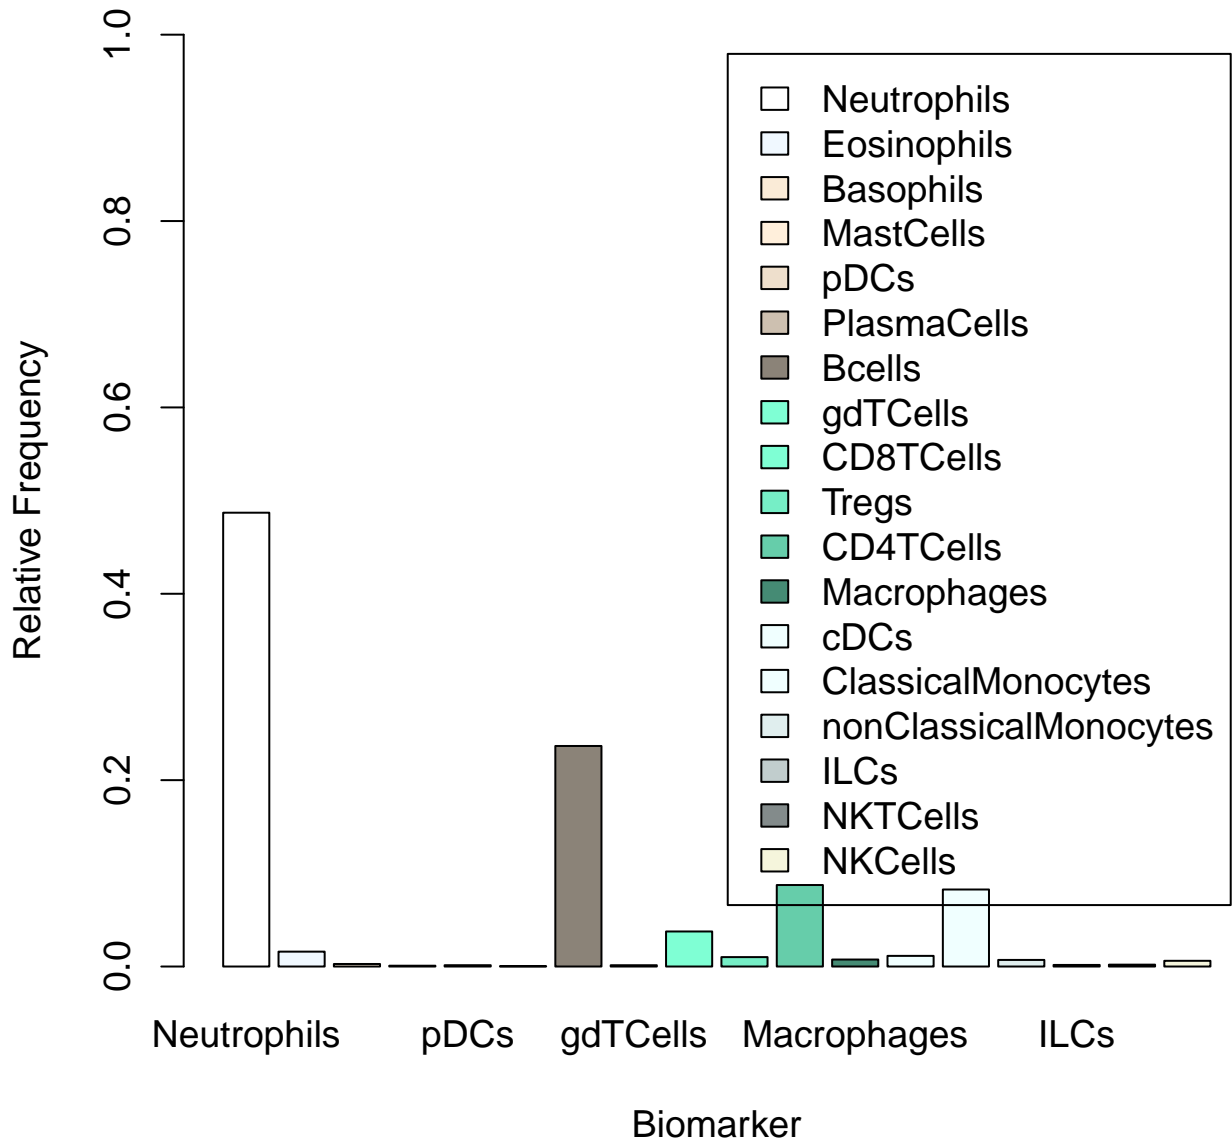 1.0
0.8
0.6
0.4
0.2
0.0
Relative Frequency
Neutrophils
Eosinophils
Basophils
MastCells
pDCs
PlasmaCells
Bcells
gdTCells
CD8TCells
Tregs
CD4TCells
Macrophages
cDCs
ClassicalMonocytes
nonClassicalMonocytes
ILCs
NKTCells
NKCells
Neutrophils pDCs gdTCells Macrophages ILCs
Biomarker